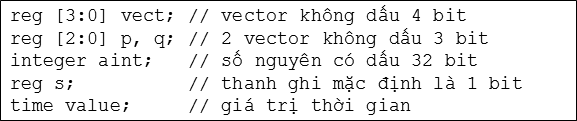 reg [3:0] vect; // vector không dấu 4 bit
reg [2:0] p, q; // 2 vector không dấu 3 bit
integer aint; // số nguyên có dấu 32 bit
reg s; // thanh ghi mặc định là 1 bit
time value; // giá trị thời gian